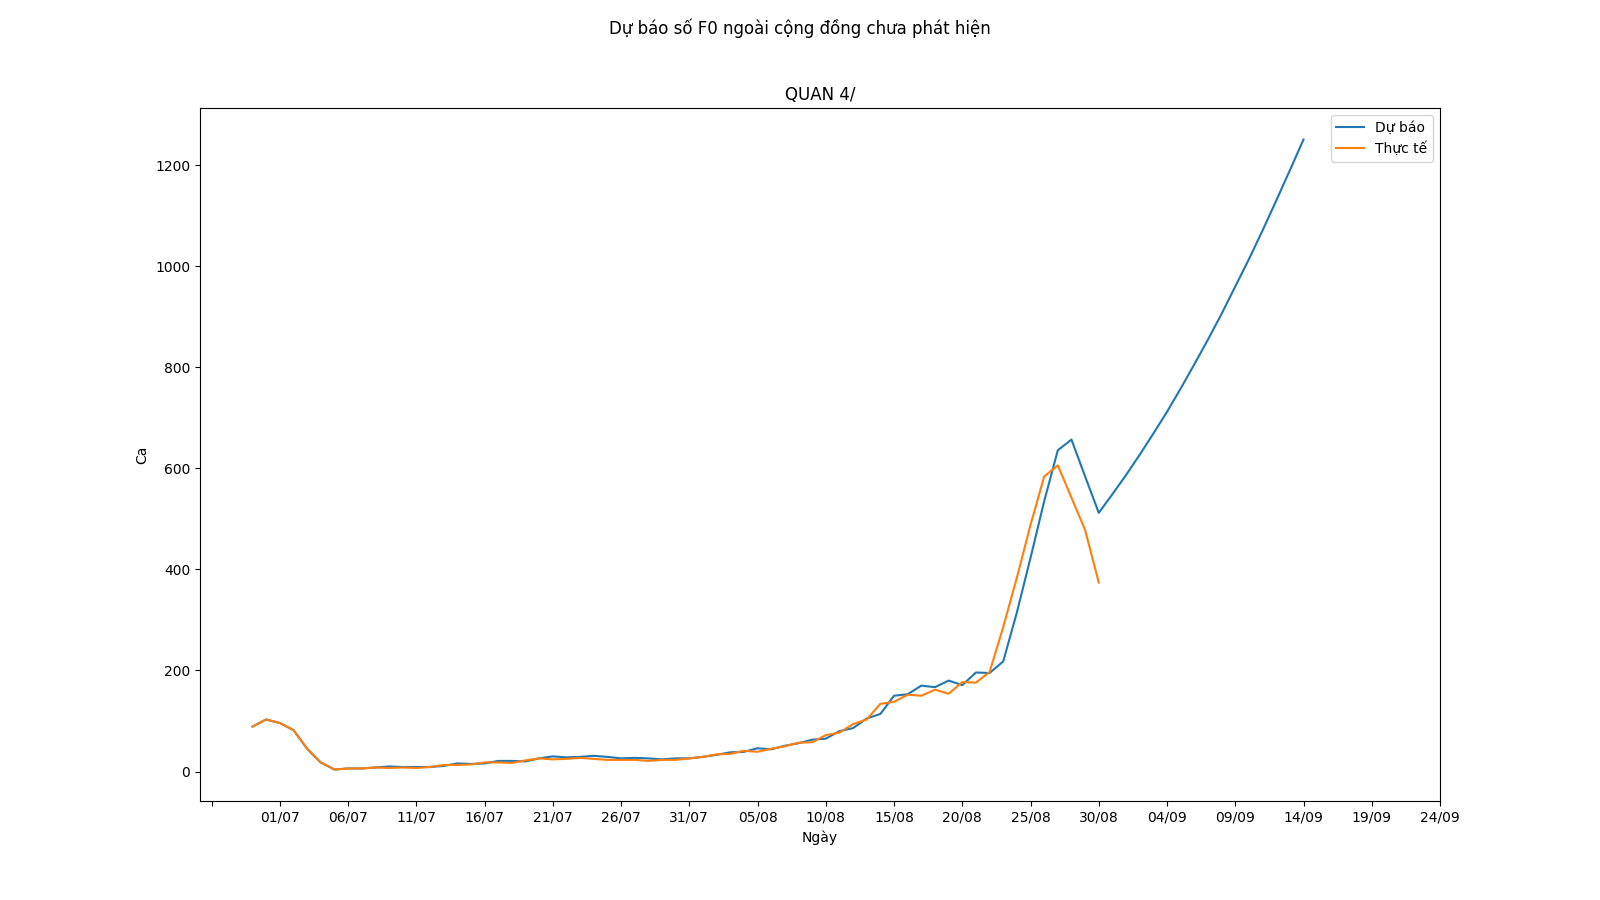 Dự báo số F0 ngoài cộng đồng chưa phát hiện
QUAN 4/
Dự báo
Thực tế
1200
1000
800
600
400
200
0
Ca
01/07 06/07 11/07 16/07 21/07 26/07 31/07 05/08 10/08 15/08 20/08 25/08 30/08 04/09 09/09 14/09 19/09 24/09
Ngày